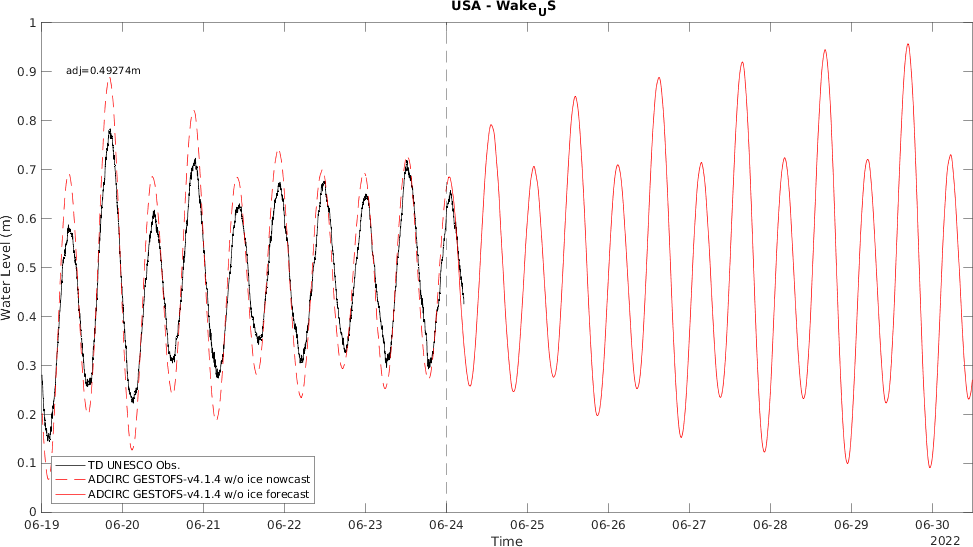 USA - Wake_US
adj=0.49274m
Water Level (m)
1
0.9
0.8
0.7
0.6
0.5
0.4
0.3
0.2
0.1
0
TD UNESCO Obs.
ADCIRC GESTOFS-v4.1.4 w/o ice nowcast
ADCIRC GESTOFS-v4.1.4 w/o ice forecast
06-19 06-20 06-21 06-22 06-23 06-24 06-25 06-26 06-27 06-28 06-29 06-30
Time
2022